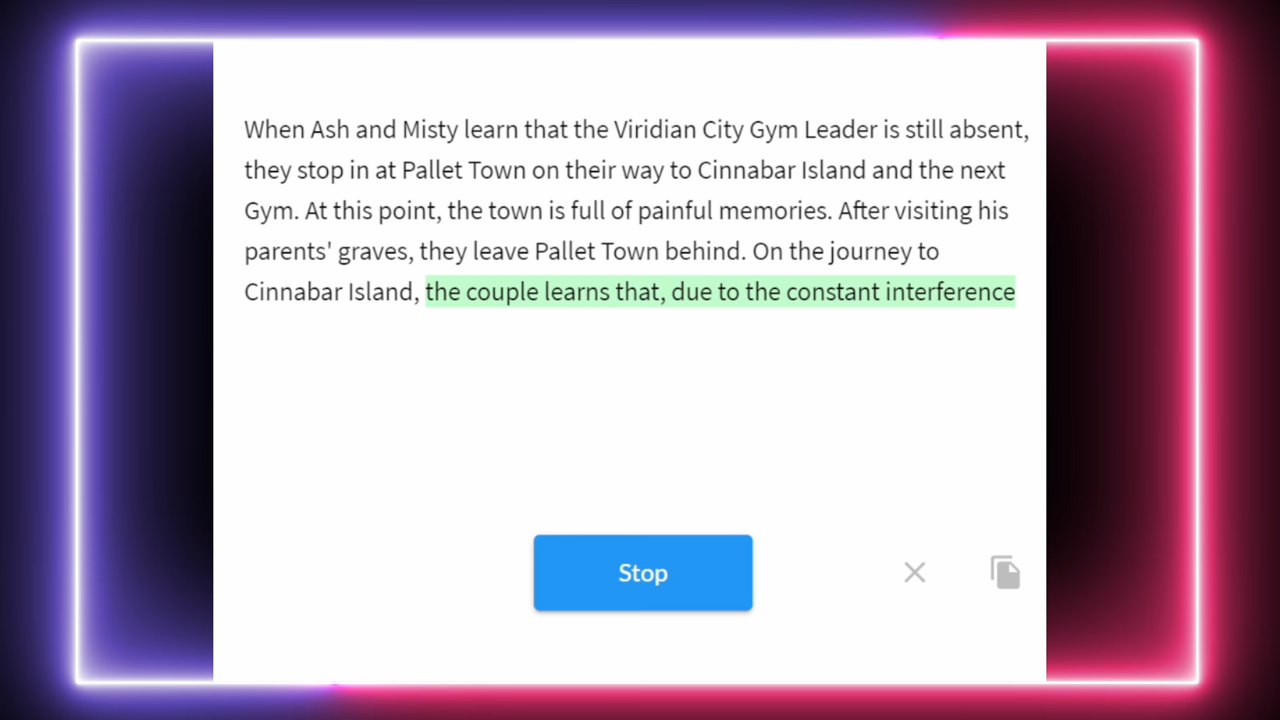 When Ash and Misty learn that the Viridian City Gym Leader is still absent,
they stop in at Pallet Town on their way to Cinnabar Island and the next
Gym. At this point, the town is full of painful memories. After visiting his
parents' graves, they leave Pallet Town behind. On the journey to
Cinnabar Island, the couple learns that, due to the constant interference
Stop